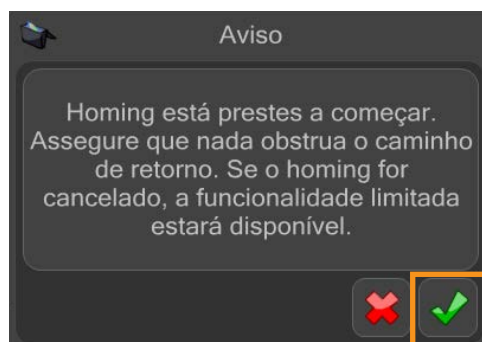 Aviso
Homing está prestes a começar.
Assegure que nada obstrua o caminho
de retorno. Se o homing for
cancelado, a funcionalidade limitada
estará disponível.